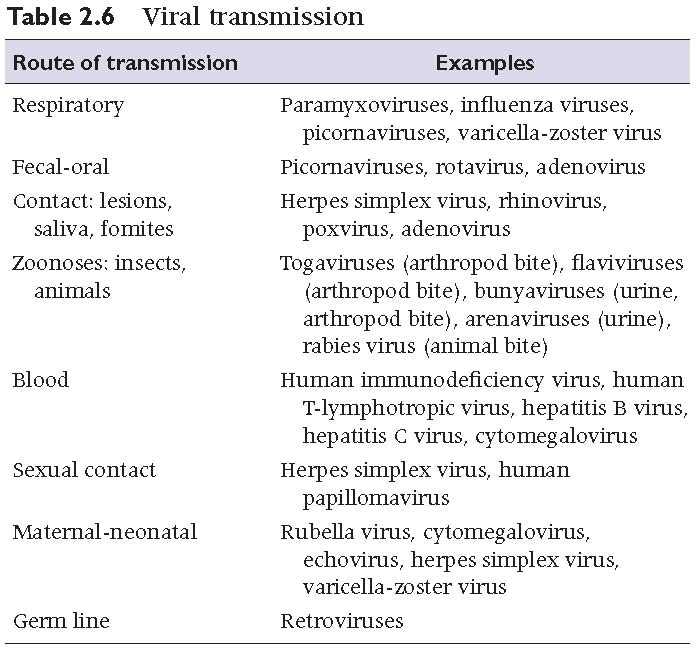 Table 2.6 Viral transmission
Route of transmission Examples
Respiratory Paramyxoviruses, influenza viruses,
picornaviruses, varicella-zoster virus
Fecal-oral Picornaviruses, rotavirus, adenovirus
Contact: lesions, Herpes simplex virus, rhinovirus,
saliva, fomites poxvirus, adenovirus
Zoonoses: insects, Togaviruses (arthropod bite), flaviviruses
animals (arthropod bite), bunyaviruses (urine,
arthropod bite), arenaviruses (urine),
rabies virus (animal bite)
Blood Human immunodeficiency virus, human
T-lymphotropic virus, hepatitis B virus,
hepatitis C virus, cytomegalovirus
Sexual contact Herpes simplex virus, human
papillomavirus
Maternal-neonatal Rubella virus, cytomegalovirus,
echovirus, herpes simplex virus,
varicella-zoster virus
Germ line Retroviruses